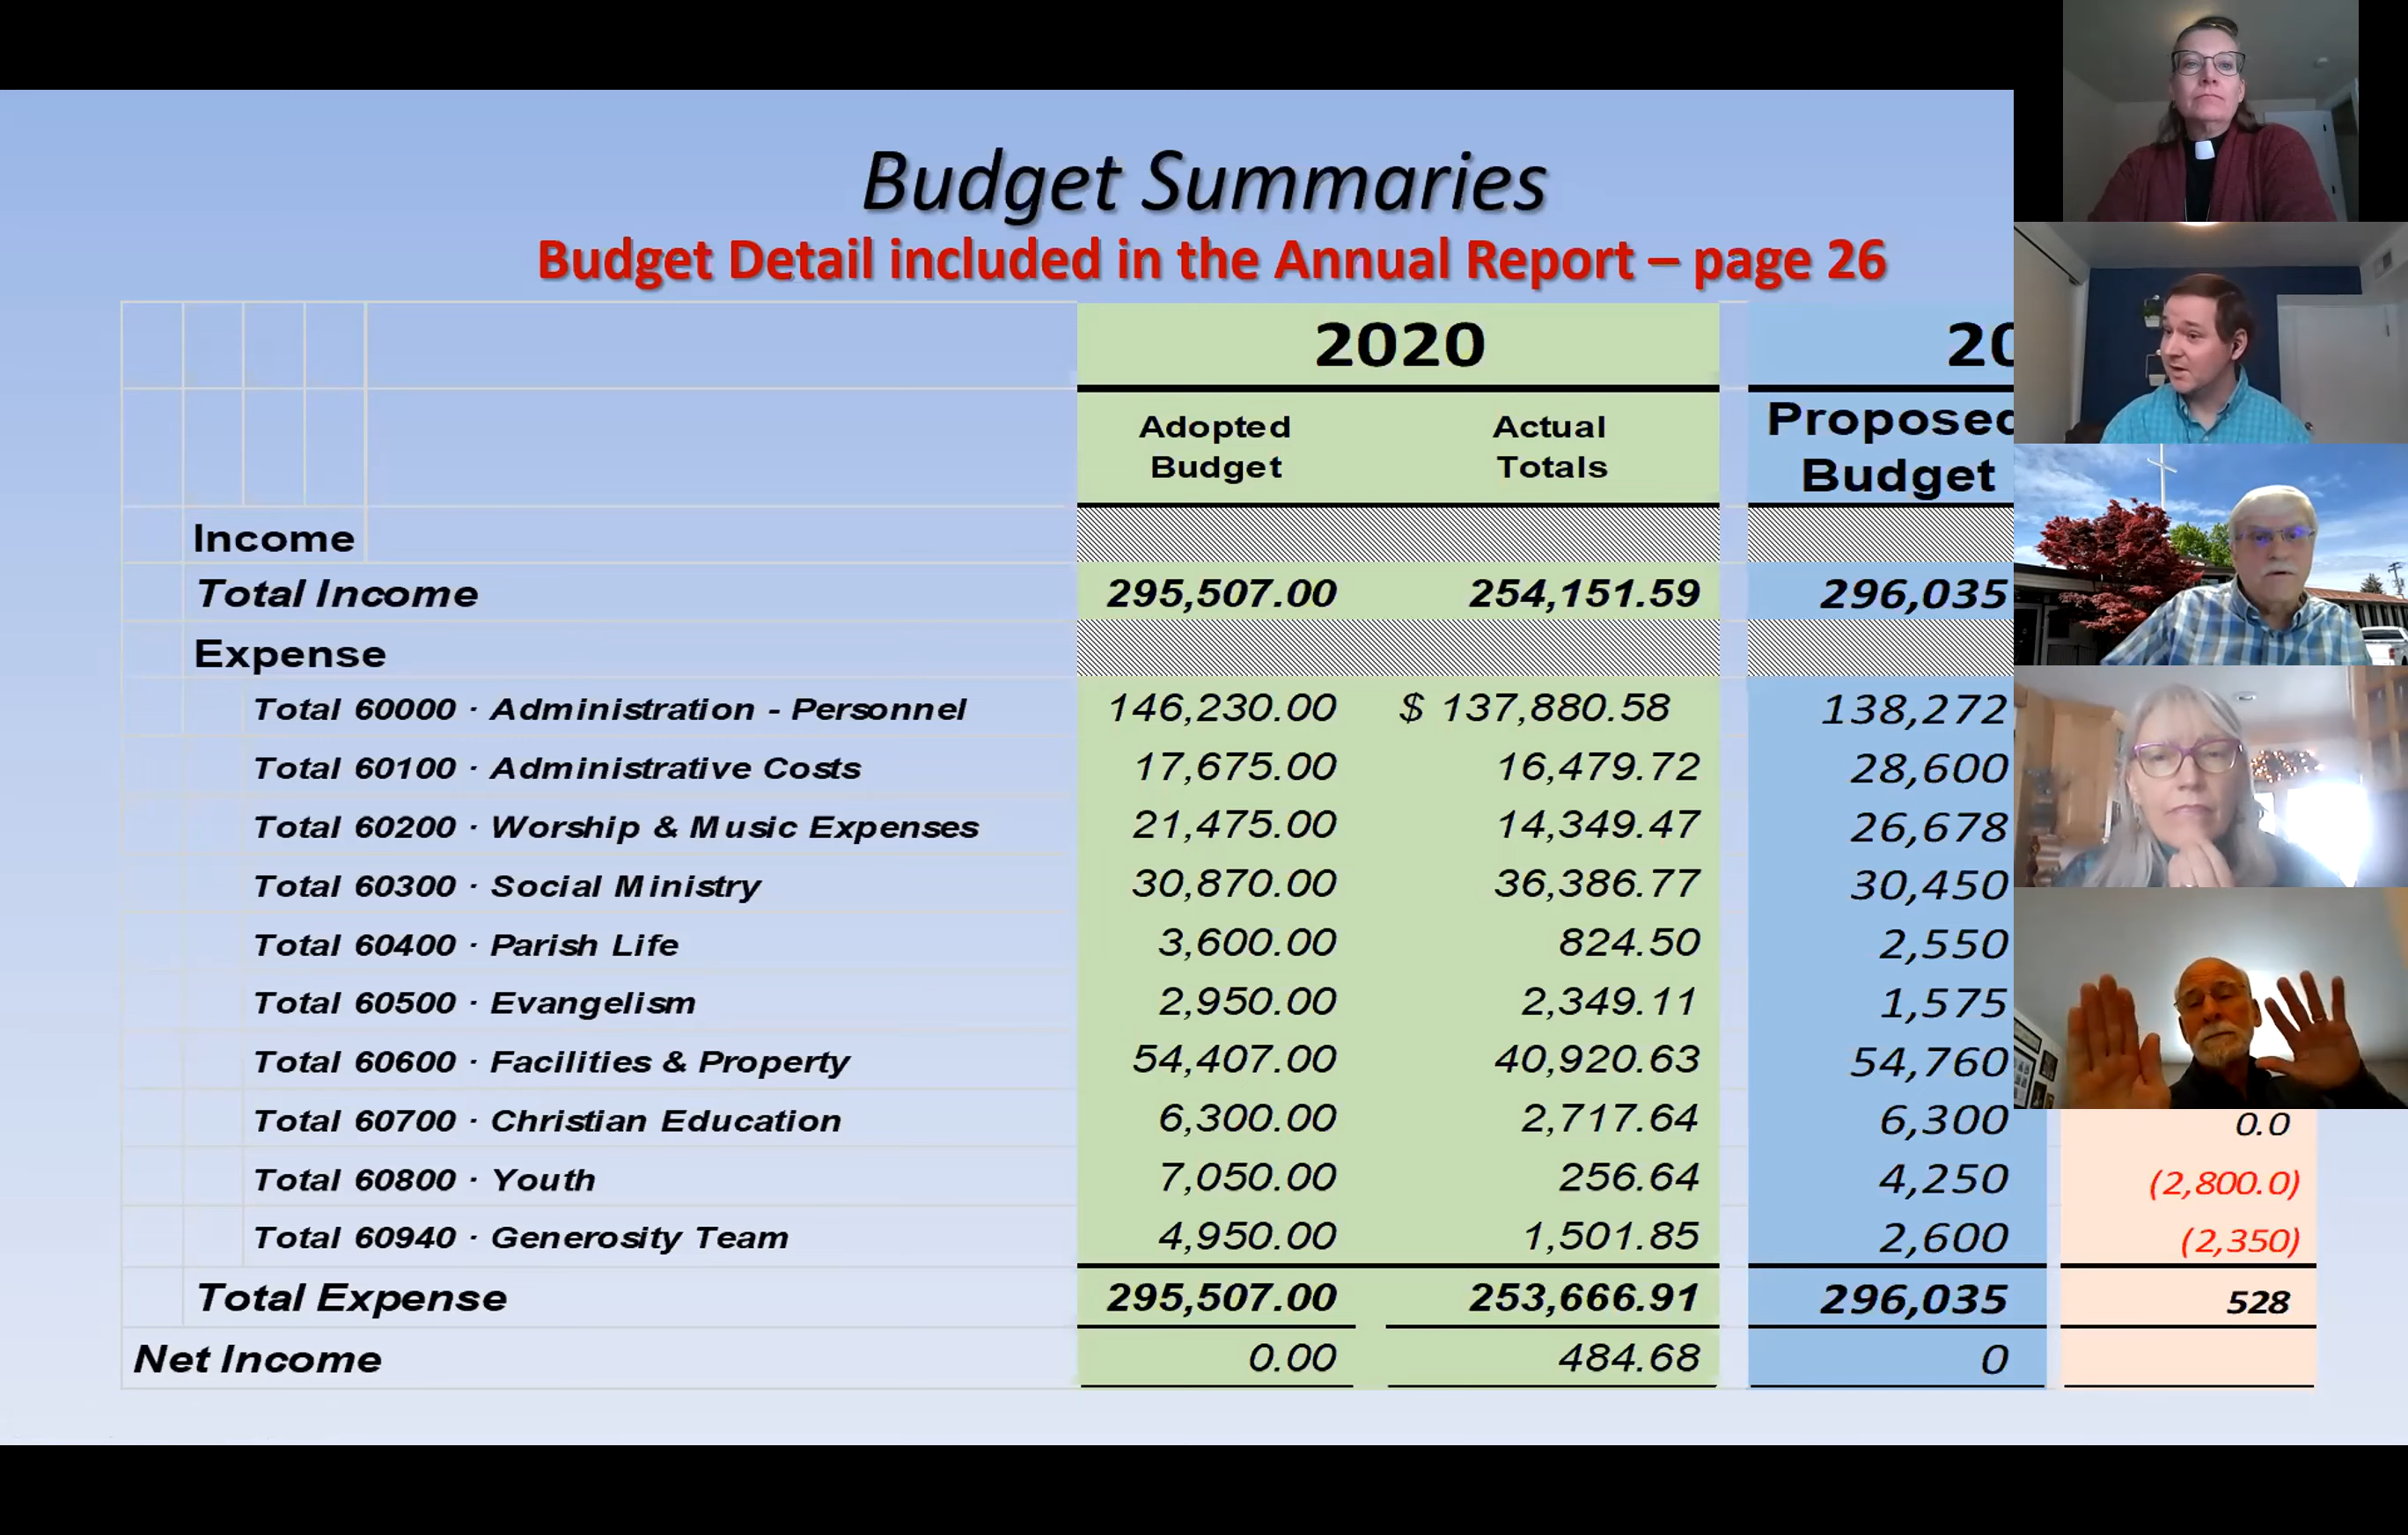 Budget Summaries
Budget Detail included in the Annual Report – page 26
2020 20
Adopted Budget Actual Totals Proposed Budget
Income
Total Income 295,507.00 254,151.59 296,035
Expense
Total 60000 · Administration - Personnel 146,230.00 $ 137,880.58 138,272
Total 60100 · Administrative Costs 17,675.00 16,479.72 28,600
Total 60200 · Worship & Music Expenses 21,475.00 14,349.47 26,678
Total 60300 · Social Ministry 30,870.00 36,386.77 30,450
Total 60400 · Parish Life 3,600.00 824.50 2,550
Total 60500 · Evangelism 2,950.00 2,349.11 1,575
Total 60600 · Facilities & Property 54,407.00 40,920.63 54,760
Total 60700 · Christian Education 6,300.00 2,717.64 6,300 0.0
Total 60800 · Youth 7,050.00 256.64 4,250 (2,800.0)
Total 60940 · Generosity Team 4,950.00 1,501.85 2,600 (2,350)
Total Expense 295,507.00 253,666.91 296,035 528
Net Income 0.00 484.68 0